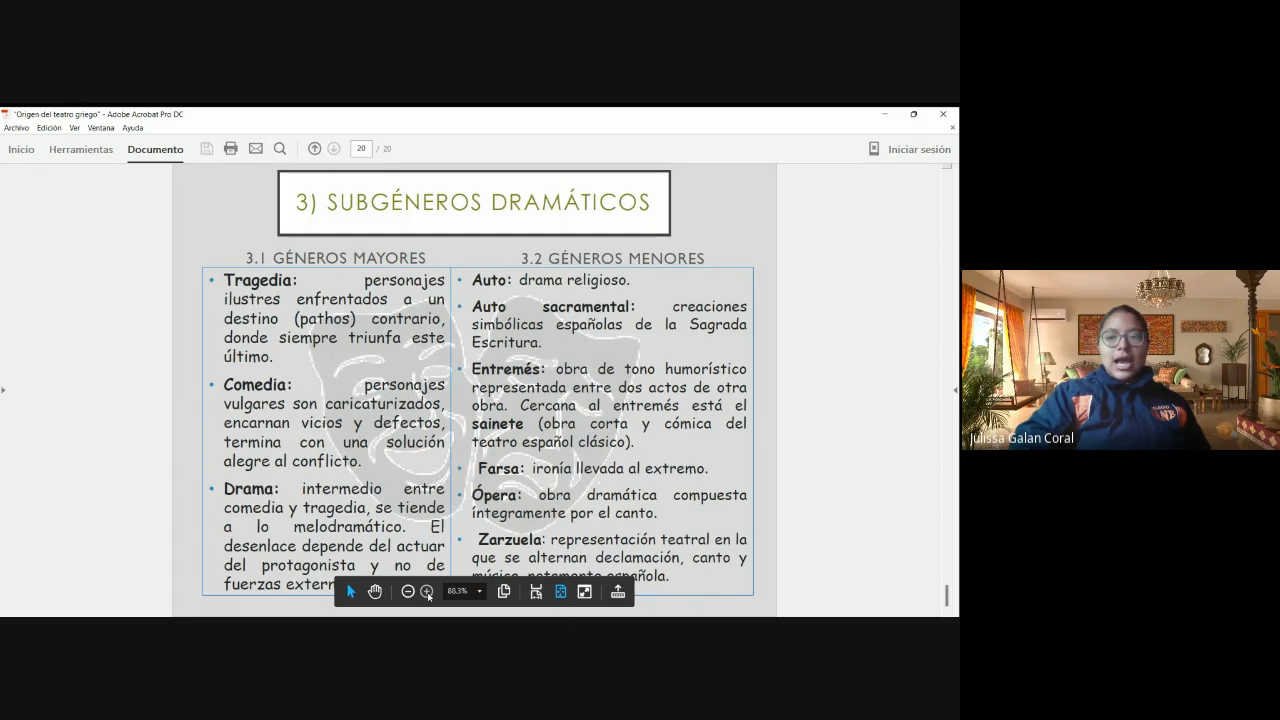 "Origen del teatro griego" - Adobe Acrobat Pro DC
Archivo Edición Ver Ventana Ayuda
Inicio Herramientas Documento 20 / 20 Iniciar sesión
3) SUBGÉNEROS DRAMÁTICOS
3.1 GÉNEROS MAYORES
• Tragedia: personajes
ilustres enfrentados a un
destino (pathos) contrario,
donde siempre triunfa este
último.
• Comedia: personajes
vulgares son caricaturizados,
encarnan vicios y defectos,
termina con una solución
alegre al conflicto.
• Drama: intermedio entre
comedia y tragedia, se tiende
a lo melodramático. El
desenlace depende del actuar
del protagonista y no de
fuerzas extern
3.2 GÉNEROS MENORES
• Auto: drama religioso.
• Auto sacramental: creaciones
simbólicas españolas de la Sagrada
Escritura.
• Entremés: obra de tono humorístico
representada entre dos actos de otra
obra. Cercana al entremés está el
sainete (obra corta y cómica del
teatro español clásico).
• Farsa: ironía llevada al extremo.
• Ópera: obra dramática compuesta
íntegramente por el canto.
• Zarzuela: representación teatral en la
que se alternan declamación, canto y
música, netamente española.
88.3%
Julissa Galan Coral